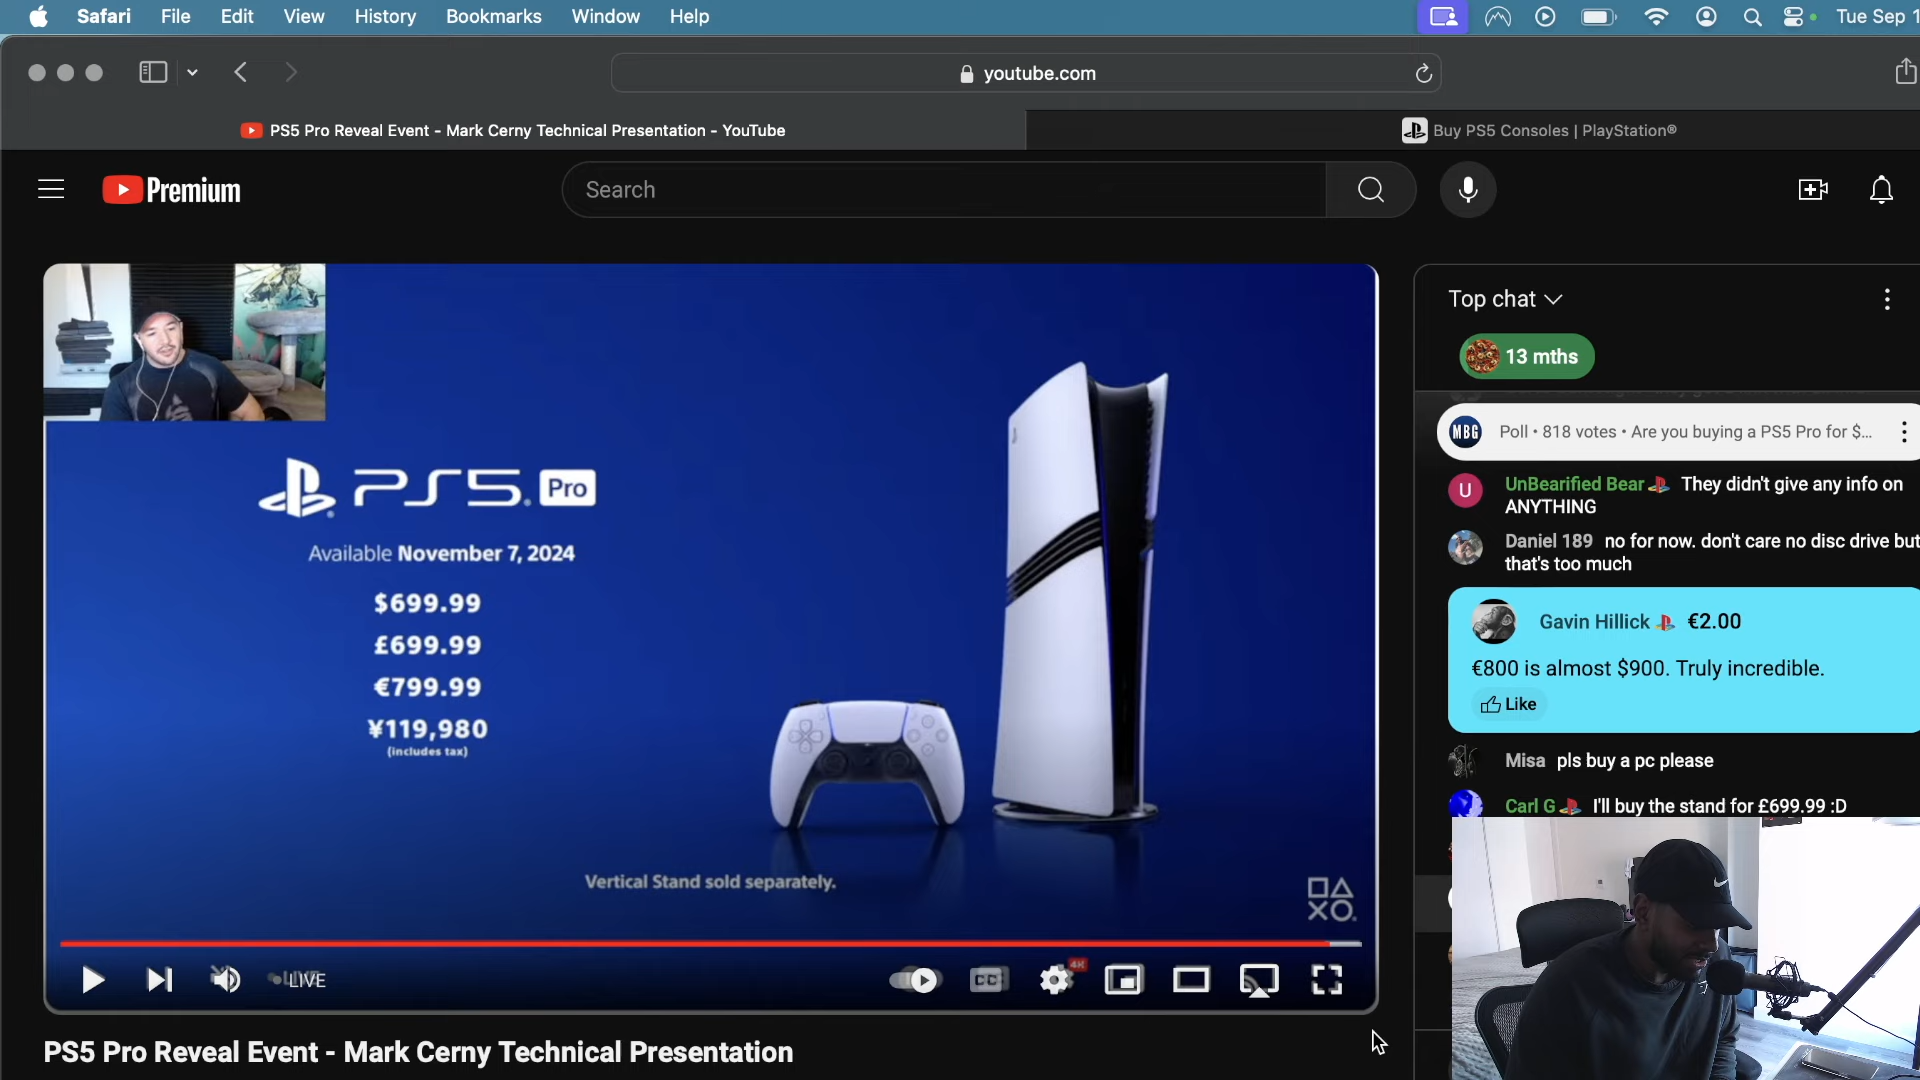 Safari File Edit View History Bookmarks Window Help Tue Sep 1
youtube.com
PS5 Pro Reveal Event - Mark Cerny Technical Presentation - YouTube
Buy PS5 Consoles | PlayStation®
Premium
Search
Top chat
13 mths
MBG Poll • 818 votes • Are you buying a PS5 Pro for $...
U UnBearified Bear They didn't give any info on
ANYTHING
Daniel 189 no for now. don't care no disc drive but
that's too much
Gavin Hillick €2.00
€800 is almost $900. Truly incredible.
Like
Misa pls buy a pc please
Carl G I'll buy the stand for £699.99 :D
PS5 Pro
Available November 7, 2024
$699.99
£699.99
€799.99
¥119,980
(includes tax)
Vertical Stand sold separately.
LIVE
CC
4K
PS5 Pro Reveal Event - Mark Cerny Technical Presentation